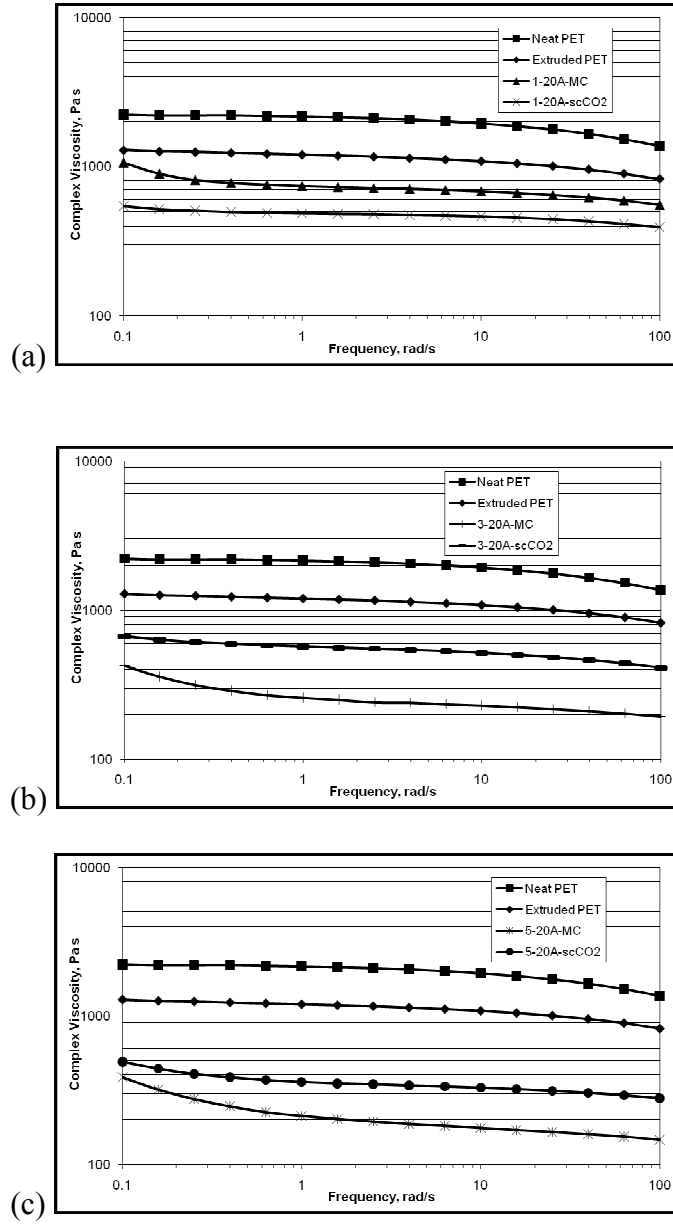 10000
1000
100
0.1
1
10
100
Complex Viscosity, Pa s
Frequency, rad/s
Neat PET
Extruded PET
1-20A-MC
1-20A-scCO2
(a)
10000
1000
100
0.1
1
10
100
Complex Viscosity, Pa s
Frequency, rad/s
Neat PET
Extruded PET
3-20A-MC
3-20A-scCO2
(b)
10000
1000
100
0.1
1
10
100
Complex Viscosity, Pa s
Frequency, rad/s
Neat PET
Extruded PET
5-20A-MC
5-20A-scCO2
(c)